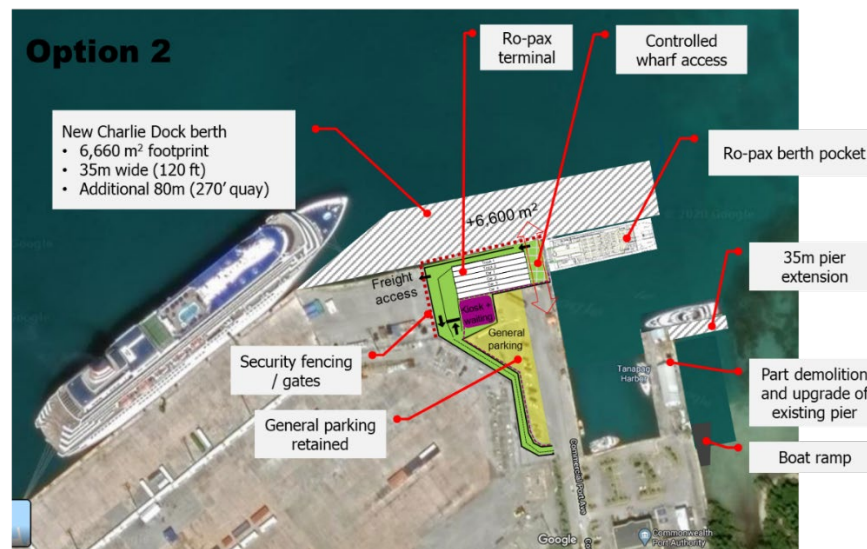 Option 2
Ro-pax
terminal
Controlled
wharf access
New Charlie Dock berth
• 6,660 m² footprint
• 35m wide (120 ft)
• Additional 80m (270' quay)
Ro-pax berth pocket
+6,600 m²
35m pier
extension
Freight
access
Kiosk +
waiting
General
parking
Security fencing
/ gates
General parking
retained
Tanapag
Harbor
Part demolition
and upgrade of
existing pier
Boat ramp
Commercial Port Ave
Google
Commonwealth
Port Authority